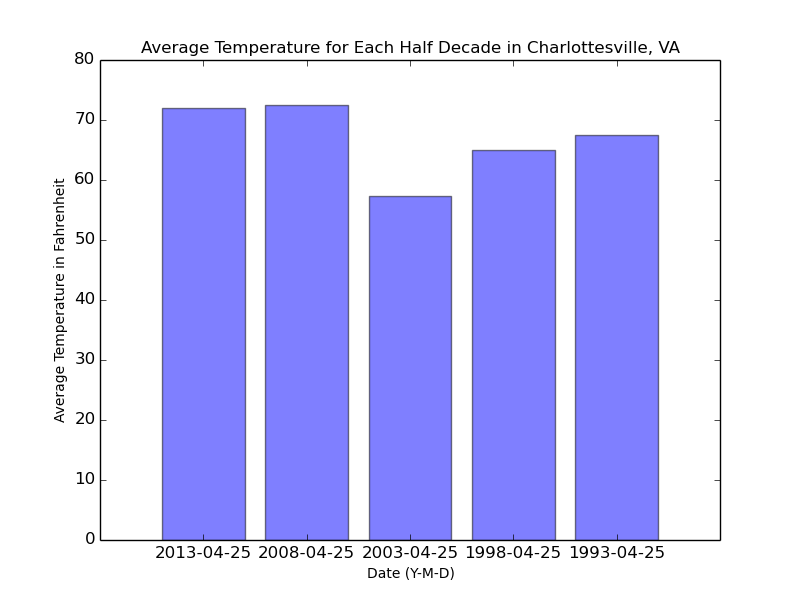 Average Temperature for Each Half Decade in Charlottesville, VA
80
70
60
50
40
30
20
10
0
Average Temperature in Fahrenheit
2013-04-25 2008-04-25 2003-04-25 1998-04-25 1993-04-25
Date (Y-M-D)